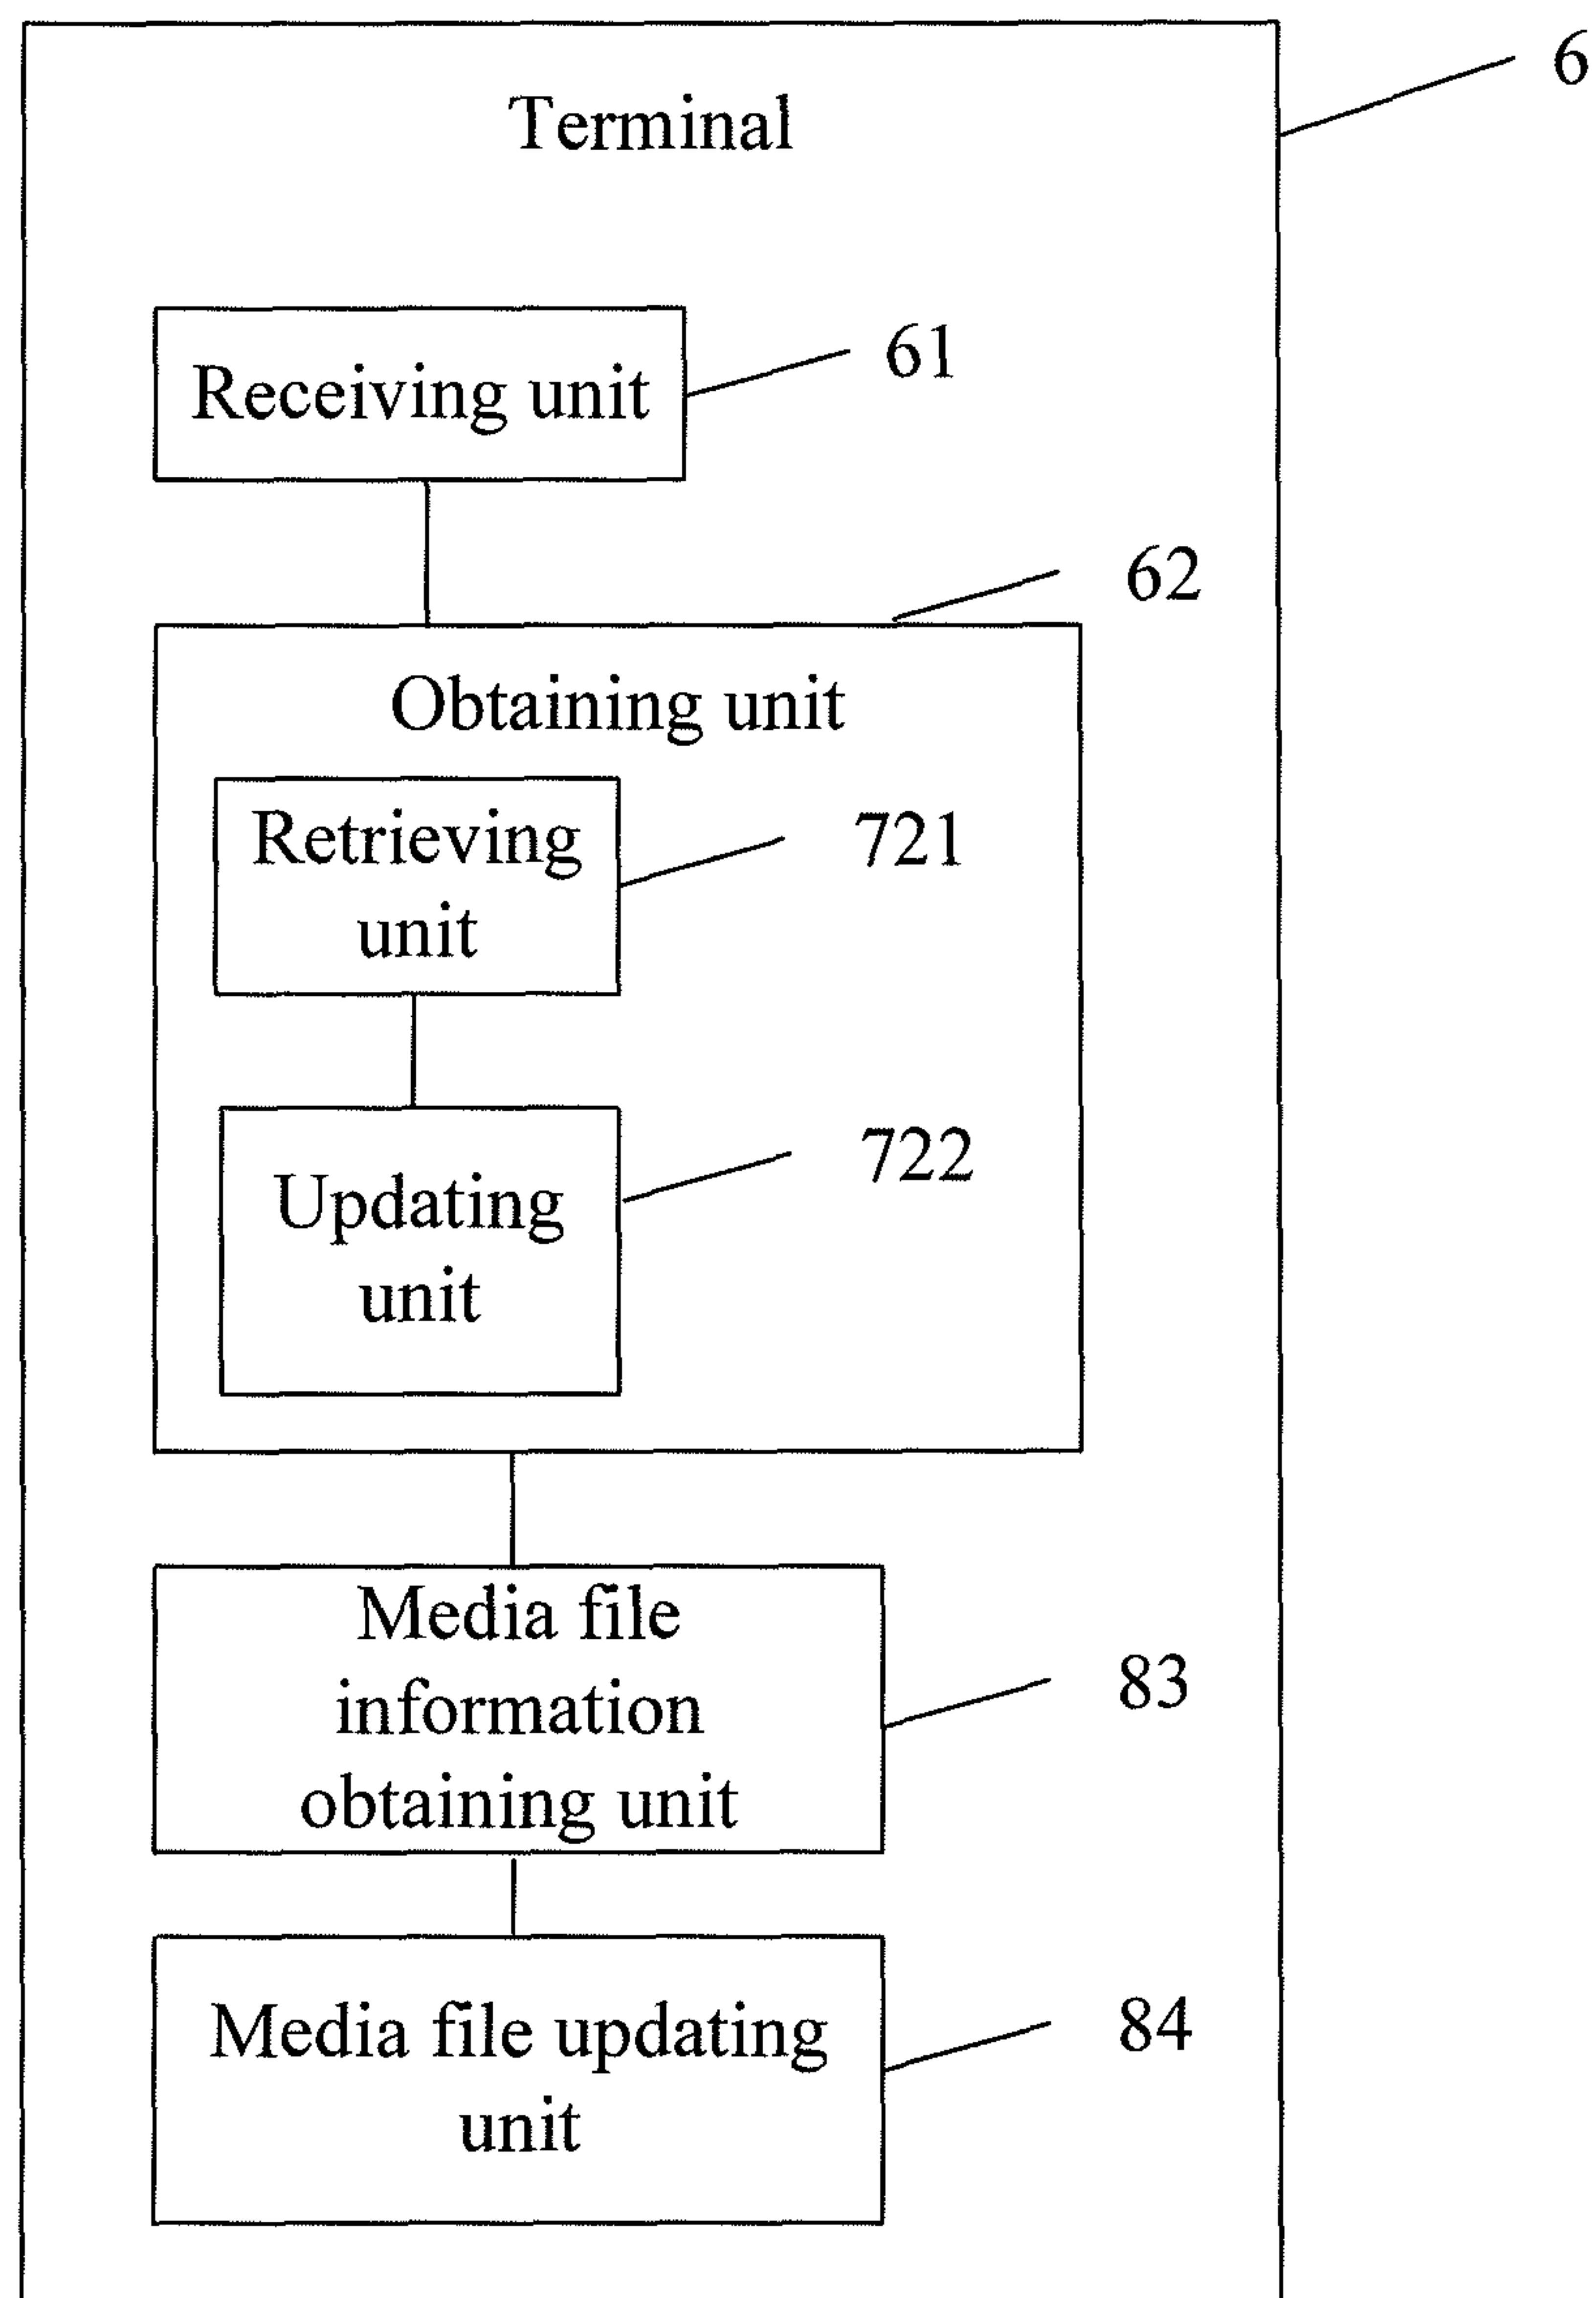 6
Terminal
61
Receiving unit
62
Obtaining unit
Retrieving
unit
721
Updating
unit
722
Media file
information
obtaining unit
83
Media file updating
unit
84